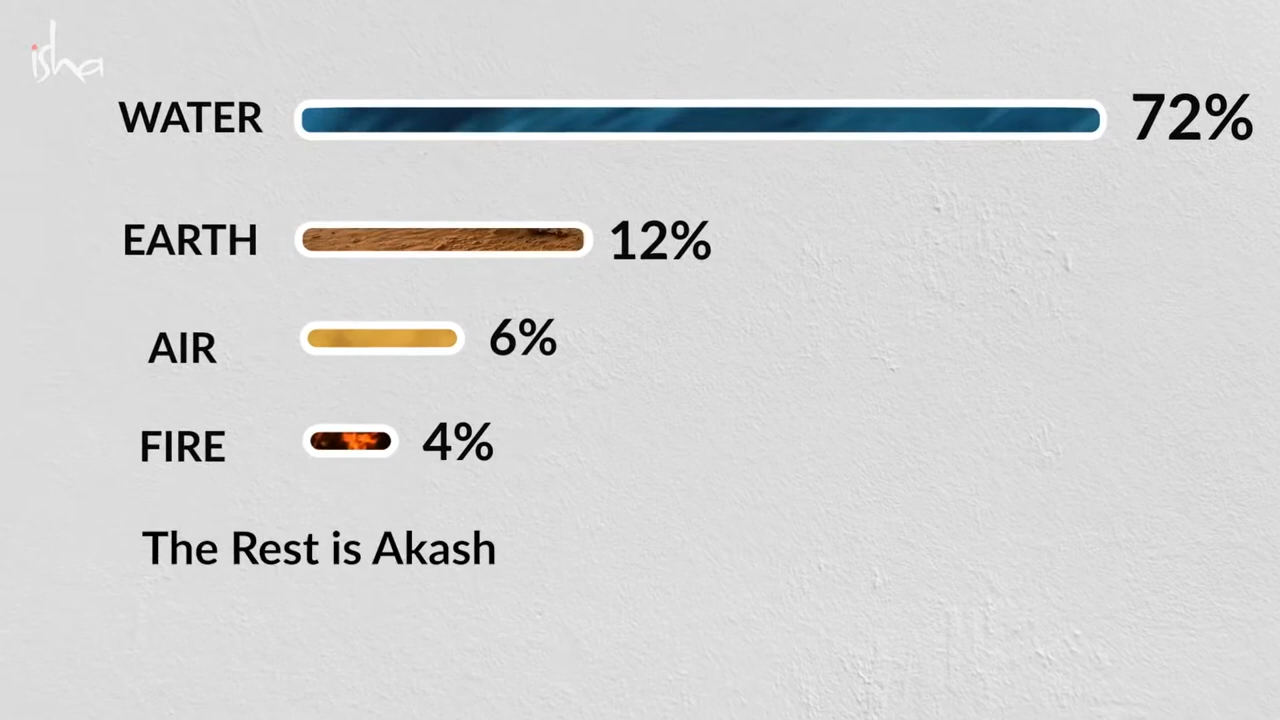 isha
WATER 72%
EARTH 12%
AIR 6%
FIRE 4%
The Rest is Akash